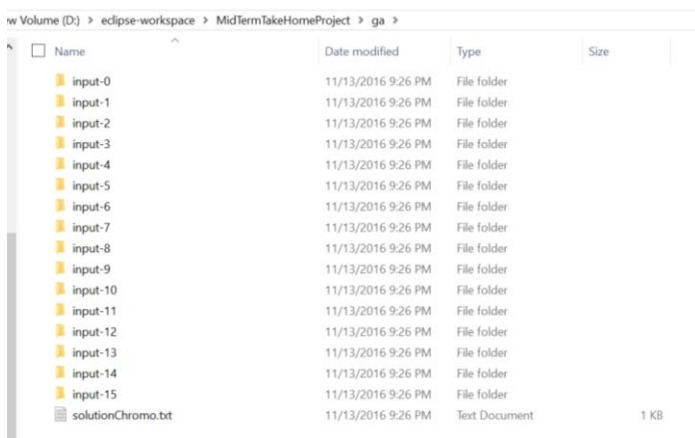 ew Volume (D:) > eclipse-workspace > MidTermTakeHomeProject > ga >
Name Date modified Type Size
input-0 11/13/2016 9:26 PM File folder
input-1 11/13/2016 9:26 PM File folder
input-2 11/13/2016 9:26 PM File folder
input-3 11/13/2016 9:26 PM File folder
input-4 11/13/2016 9:26 PM File folder
input-5 11/13/2016 9:26 PM File folder
input-6 11/13/2016 9:26 PM File folder
input-7 11/13/2016 9:26 PM File folder
input-8 11/13/2016 9:26 PM File folder
input-9 11/13/2016 9:26 PM File folder
input-10 11/13/2016 9:26 PM File folder
input-11 11/13/2016 9:26 PM File folder
input-12 11/13/2016 9:26 PM File folder
input-13 11/13/2016 9:26 PM File folder
input-14 11/13/2016 9:26 PM File folder
input-15 11/13/2016 9:26 PM File folder
solutionChromo.txt 11/13/2016 9:26 PM Text Document 1 KB